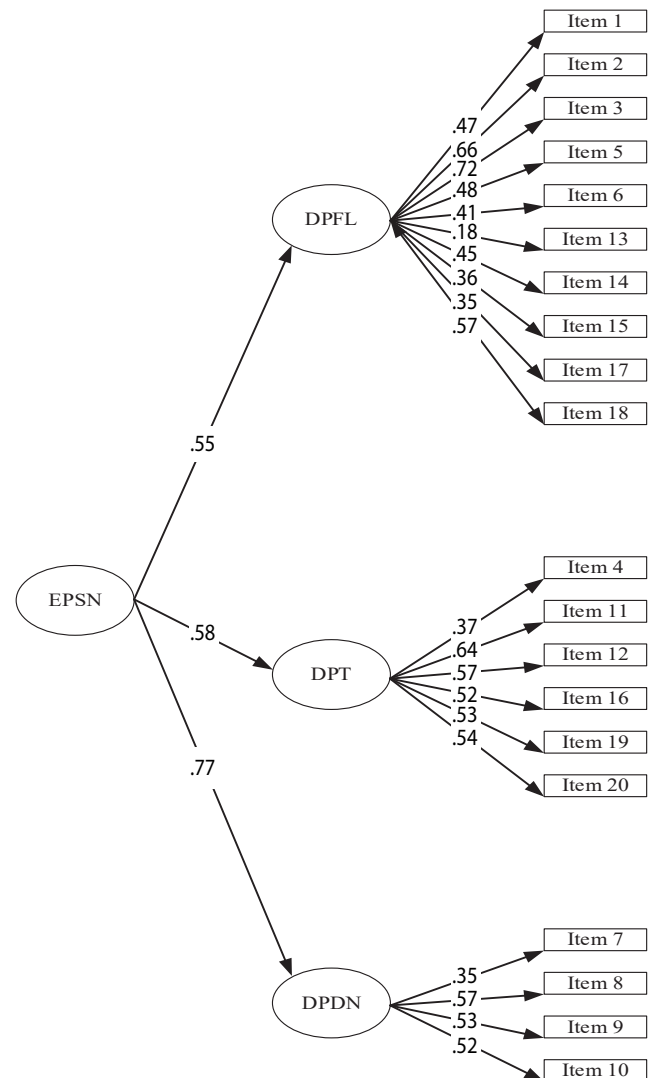 Item 1
Item 2
Item 3
Item 5
Item 6
Item 13
Item 14
Item 15
Item 17
Item 18
.47
.66
.72
.48
.41
.18
.45
.36
.35
.57
DPFL
.55
EPSN
.58
.77
Item 4
Item 11
Item 12
Item 16
Item 19
Item 20
.37
.64
.57
.52
.53
.54
DPT
Item 7
Item 8
Item 9
Item 10
.35
.57
.53
.52
DPDN